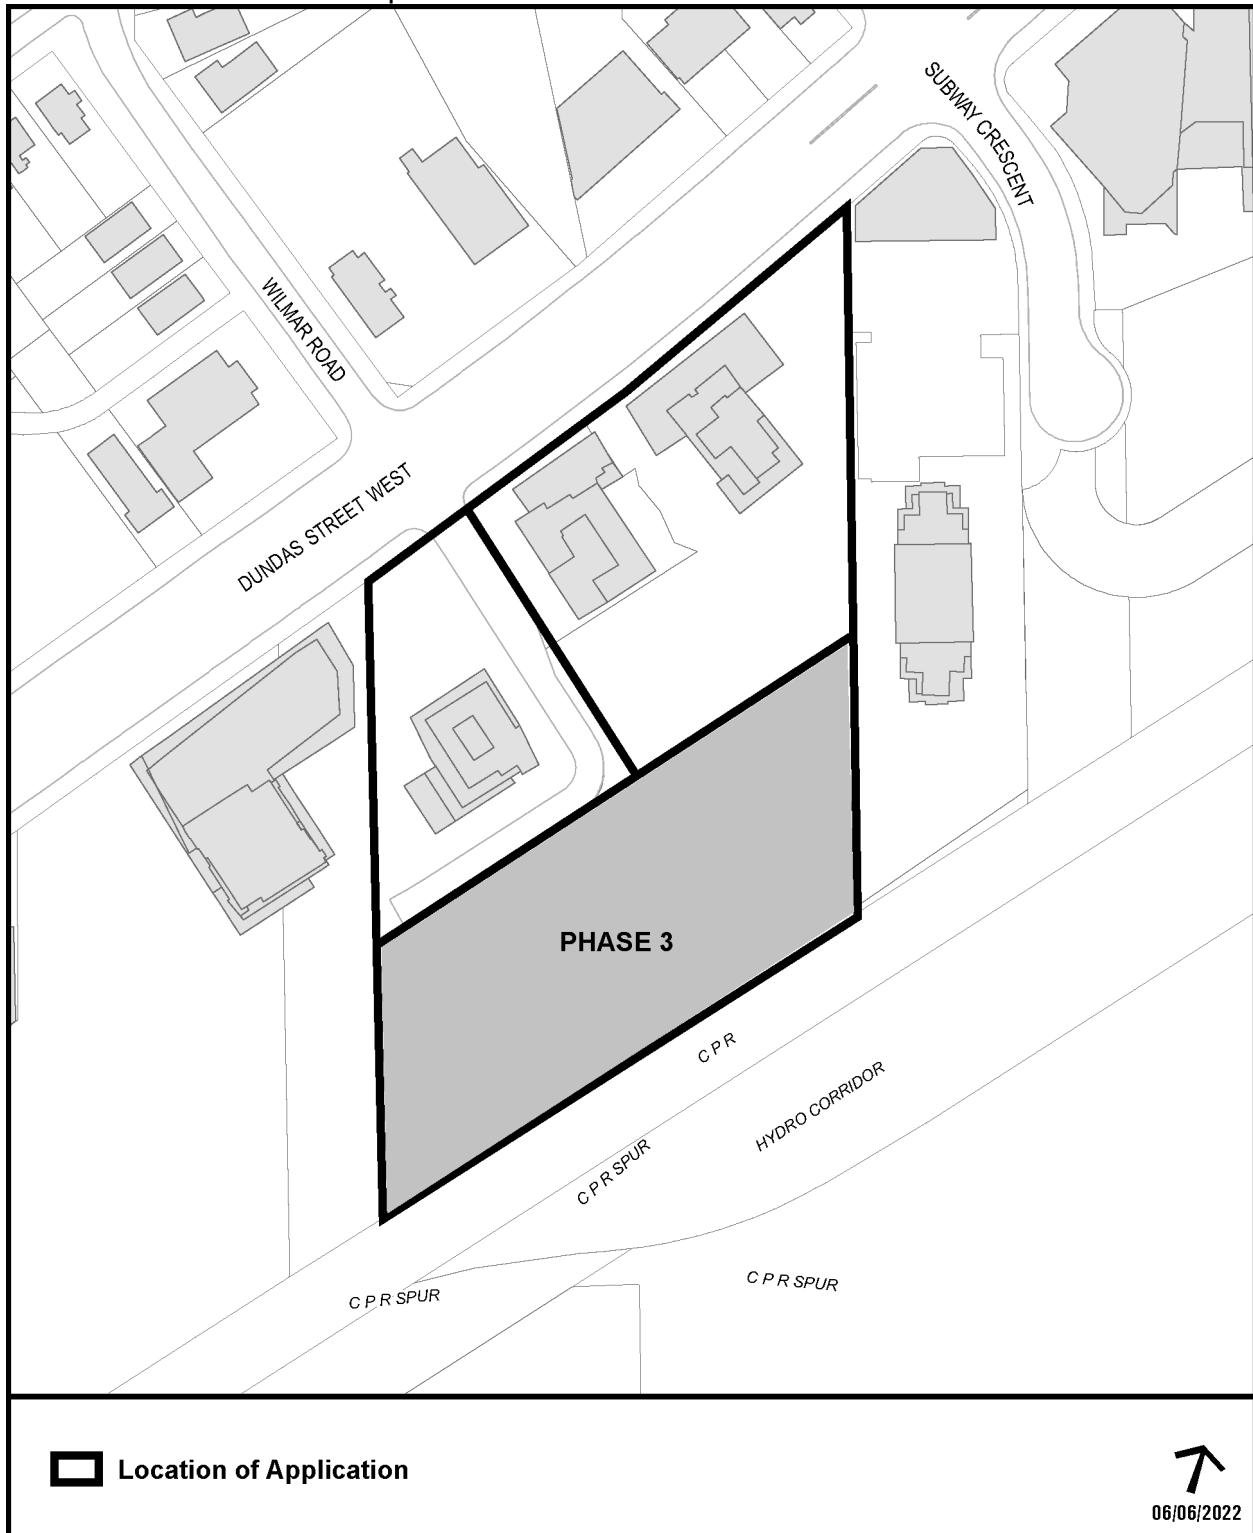 SUBWAY CRESCENT
WILMAR ROAD
DUNDAS STREET WEST
PHASE 3
C P R
HYDRO CORRIDOR
C P R SPUR
C P R SPUR
C P R SPUR
Location of Application
06/06/2022